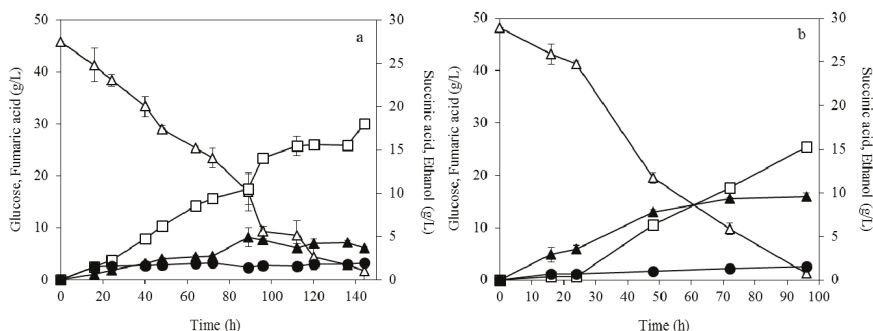 a
50
40
30
20
10
0
Glucose, Fumaric acid (g/L)
30
25
20
15
10
5
0
Succinic acid, Ethanol (g/L)
0 20 40 60 80 100 120 140
Time (h)
b
50
40
30
20
10
0
Glucose, Fumaric acid (g/L)
30
25
20
15
10
5
0
Succinic acid, Ethanol (g/L)
0 10 20 30 40 50 60 70 80 90 100
Time (h)